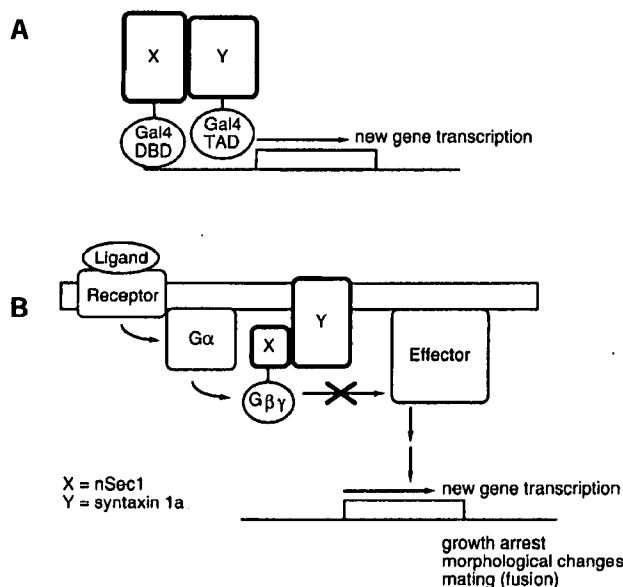 A
X
Y
Gal4
DBD
Gal4
TAD
new gene transcription
B
Ligand
Receptor
Gα
X
Y
Gβγ
Effector
X = nSec1
Y = syntaxin 1a
new gene transcription
growth arrest
morphological changes
mating (fusion)